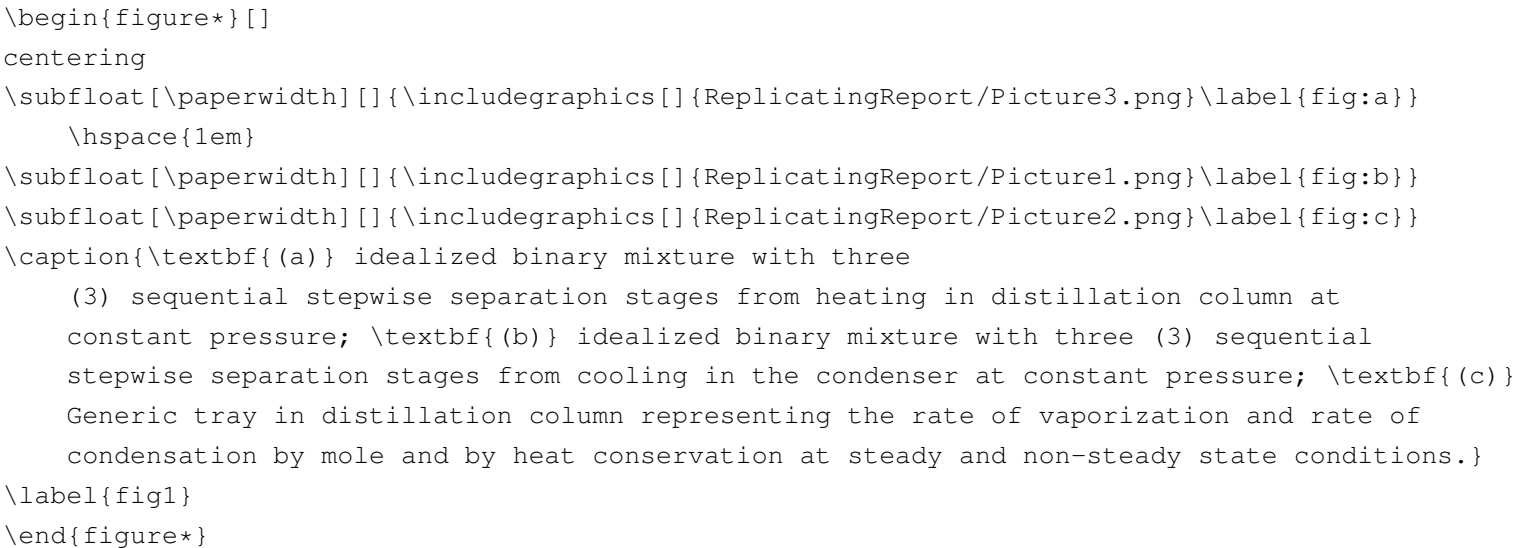 \begin{figure*}[]
centering
\subfloat[\paperwidth][]{\includegraphics[]{ReplicatingReport/Picture3.png}\label{fig:a}}
    \hspace{1em}
\subfloat[\paperwidth][]{\includegraphics[]{ReplicatingReport/Picture1.png}\label{fig:b}}
\subfloat[\paperwidth][]{\includegraphics[]{ReplicatingReport/Picture2.png}\label{fig:c}}
\caption{\textbf{(a)} idealized binary mixture with three
    (3) sequential stepwise separation stages from heating in distillation column at
    constant pressure; \textbf{(b)} idealized binary mixture with three (3) sequential
    stepwise separation stages from cooling in the condenser at constant pressure; \textbf{(c)}
    Generic tray in distillation column representing the rate of vaporization and rate of
    condensation by mole and by heat conservation at steady and non-steady state conditions.}
\label{fig1}
\end{figure*}